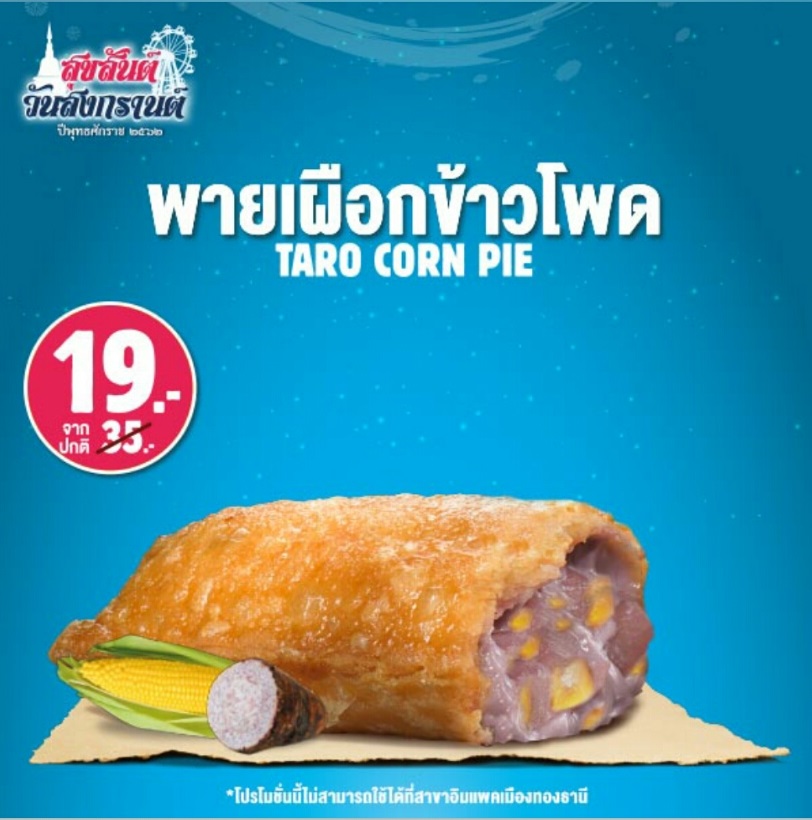 สุขสันต์
วันสงกรานต์
ปีพุทธศักราช ๒๕๖๒
พายเผือกข้าวโพด
TARO CORN PIE
19.-
จาก
ปกติ 35.-
*โปรโมชั่นนี้ไม่สามารถใช้ได้ที่สาขาอิมแพคเมืองทองธานี